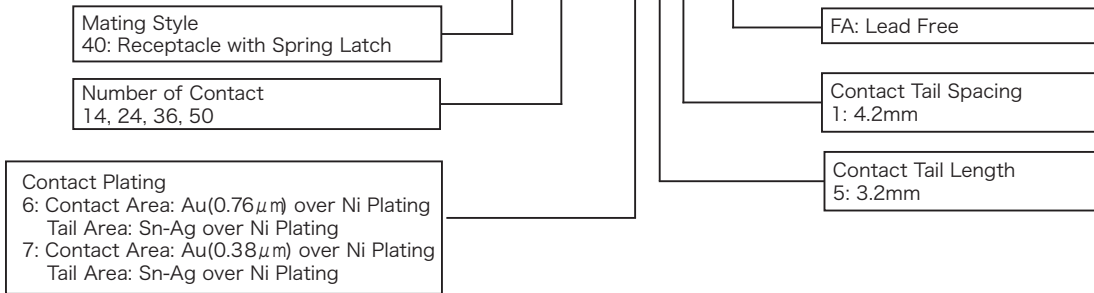 Mating Style
40: Receptacle with Spring Latch
Number of Contact
14, 24, 36, 50
Contact Plating
6: Contact Area: Au(0.76μm) over Ni Plating
Tail Area: Sn-Ag over Ni Plating
7: Contact Area: Au(0.38μm) over Ni Plating
Tail Area: Sn-Ag over Ni Plating
FA: Lead Free
Contact Tail Spacing
1: 4.2mm
Contact Tail Length
5: 3.2mm